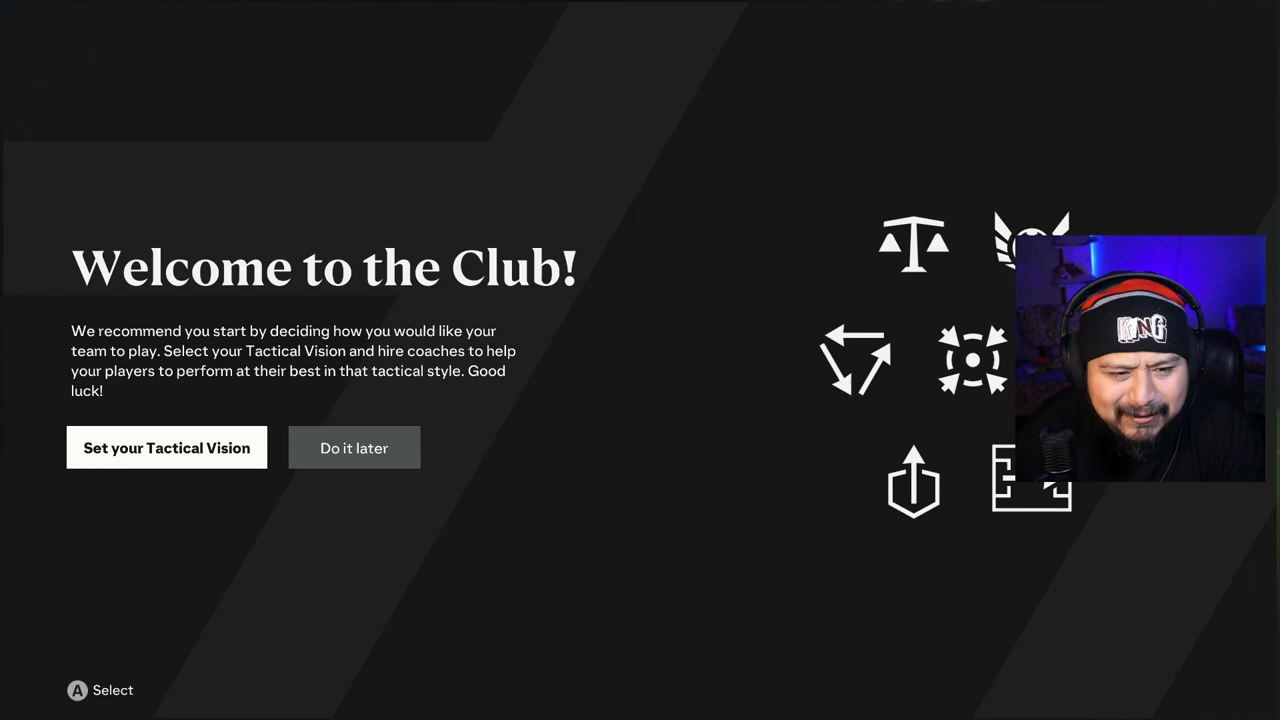 Welcome to the Club!
We recommend you start by deciding how you would like your
team to play. Select your Tactical Vision and hire coaches to help
your players to perform at their best in that tactical style. Good
luck!
Set your Tactical Vision
Do it later
KING
A Select